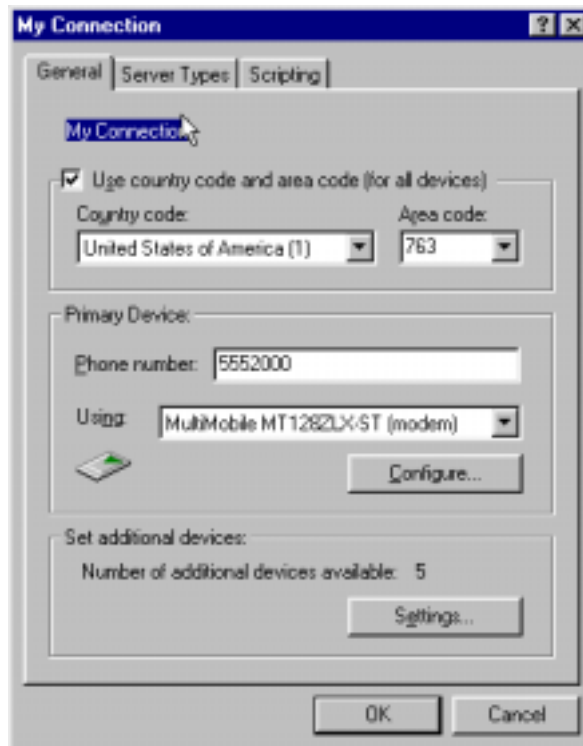 My Connection
General Server Types Scripting
My Connection
Use country code and area code (for all devices)
Country code: Area code:
United States of America (1) 763
Primary Device:
Phone number: 5552000
Using: MultiMobile MT128ZLX-ST (modem)
Configure...
Set additional devices:
Number of additional devices available: 5
Settings...
OK Cancel